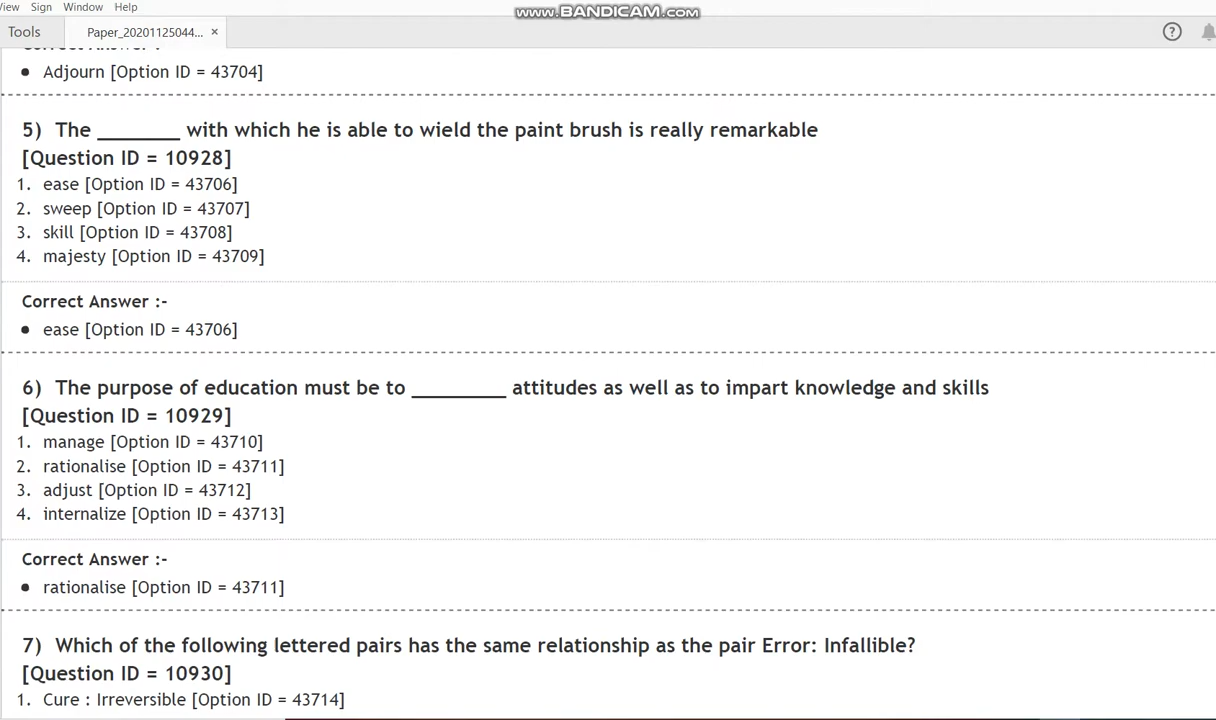 View Sign Window Help
www.BANDICAM.COM
Tools Paper_20201125044... × ?
Correct Answer :-
• Adjourn [Option ID = 43704]
5) The ________ with which he is able to wield the paint brush is really remarkable
[Question ID = 10928]
1. ease [Option ID = 43706]
2. sweep [Option ID = 43707]
3. skill [Option ID = 43708]
4. majesty [Option ID = 43709]
Correct Answer :-
• ease [Option ID = 43706]
6) The purpose of education must be to _________ attitudes as well as to impart knowledge and skills
[Question ID = 10929]
1. manage [Option ID = 43710]
2. rationalise [Option ID = 43711]
3. adjust [Option ID = 43712]
4. internalize [Option ID = 43713]
Correct Answer :-
• rationalise [Option ID = 43711]
7) Which of the following lettered pairs has the same relationship as the pair Error: Infallible?
[Question ID = 10930]
1. Cure : Irreversible [Option ID = 43714]